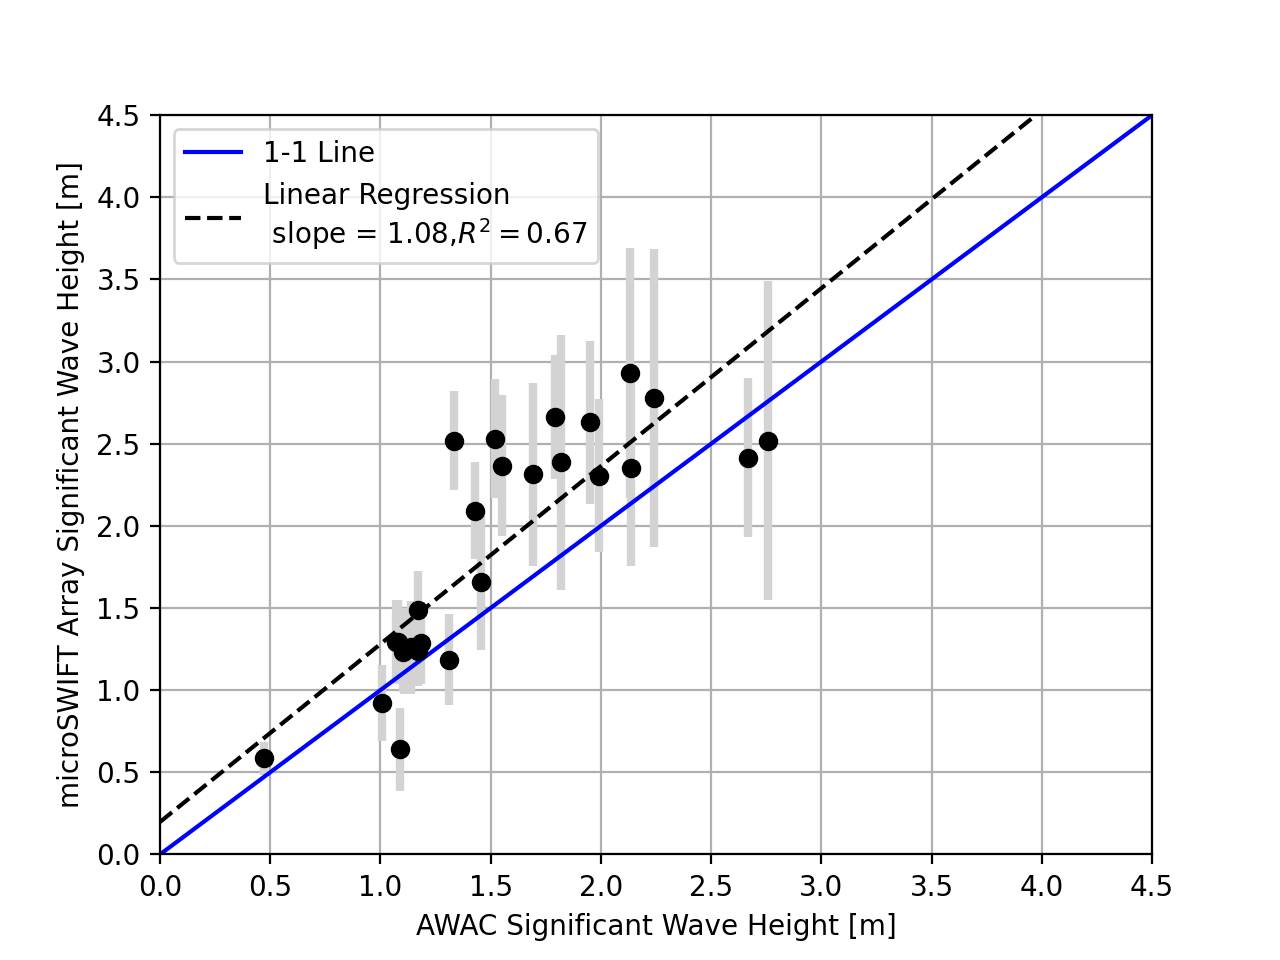 1-1 Line
Linear Regression
slope = 1.08,R² = 0.67
4.5
4.0
3.5
3.0
2.5
2.0
1.5
1.0
0.5
0.0
microSWIFT Array Significant Wave Height [m]
0.0 0.5 1.0 1.5 2.0 2.5 3.0 3.5 4.0 4.5
AWAC Significant Wave Height [m]